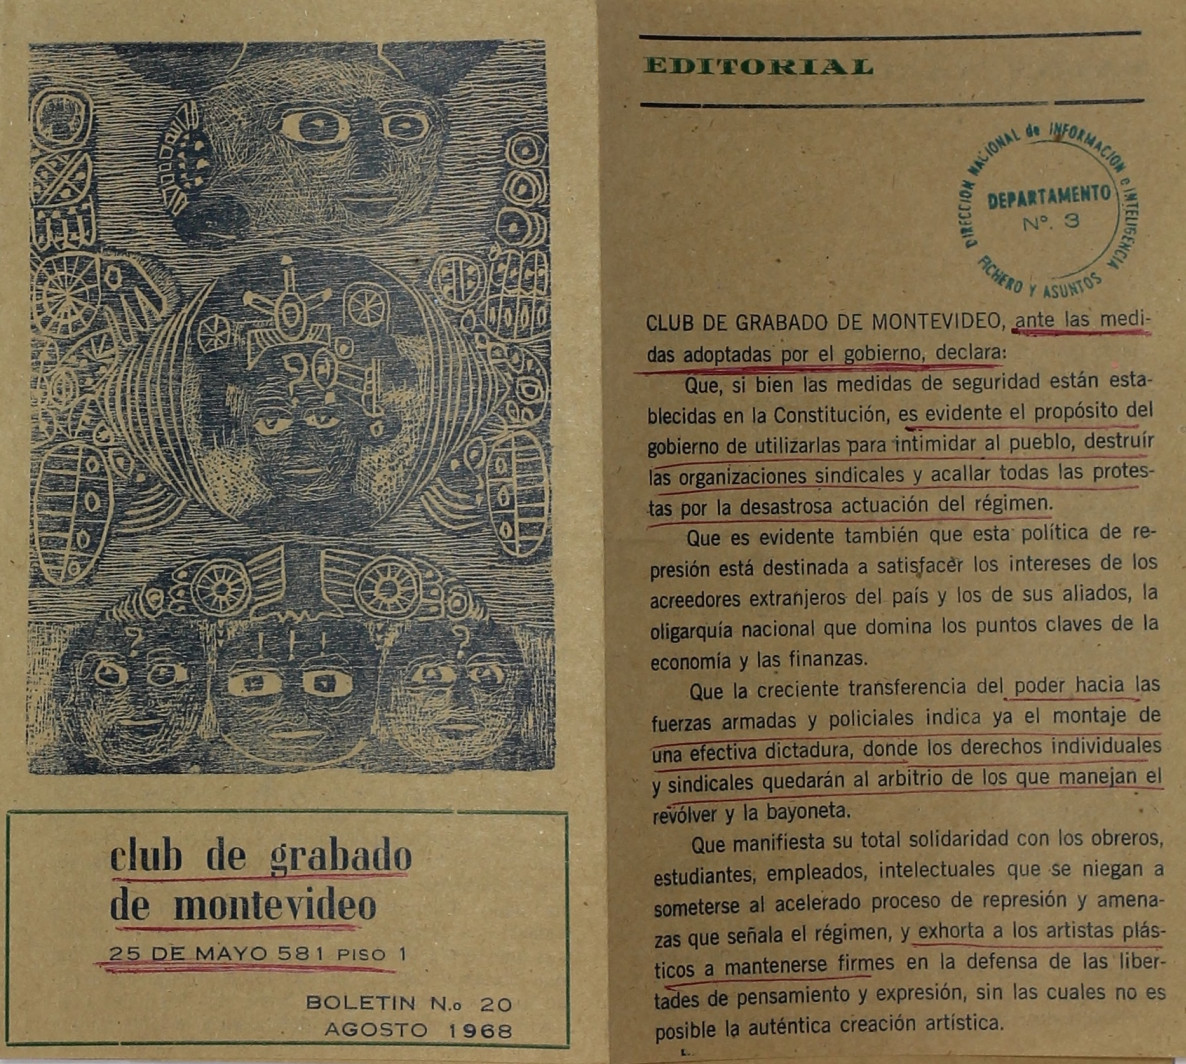 club de grabado
de montevideo
25 DE MAYO 581 PISO 1
BOLETIN N.o 20
AGOSTO 1968
EDITORIAL
DIRECCION NACIONAL de INFORMACION e INTELIGENCIA
DEPARTAMENTO
Nº. 3
FICHERO Y ASUNTOS
CLUB DE GRABADO DE MONTEVIDEO, ante las medi-
das adoptadas por el gobierno, declara:
Que, si bien las medidas de seguridad están esta-
blecidas en la Constitución, es evidente el propósito del
gobierno de utilizarlas para intimidar al pueblo, destruír
las organizaciones sindicales y acallar todas las protes-
tas por la desastrosa actuación del régimen.
Que es evidente también que esta política de re-
presión está destinada a satisfacer los intereses de los
acreedores extranjeros del país y los de sus aliados, la
oligarquía nacional que domina los puntos claves de la
economía y las finanzas.
Que la creciente transferencia del poder hacia las
fuerzas armadas y policiales indica ya el montaje de
una efectiva dictadura, donde los derechos individuales
y sindicales quedarán al arbitrio de los que manejan el
revólver y la bayoneta.
Que manifiesta su total solidaridad con los obreros,
estudiantes, empleados, intelectuales que se niegan a
someterse al acelerado proceso de represión y amena-
zas que señala el régimen, y exhorta a los artistas plás-
ticos a mantenerse firmes en la defensa de las liber-
tades de pensamiento y expresión, sin las cuales no es
posible la auténtica creación artística.